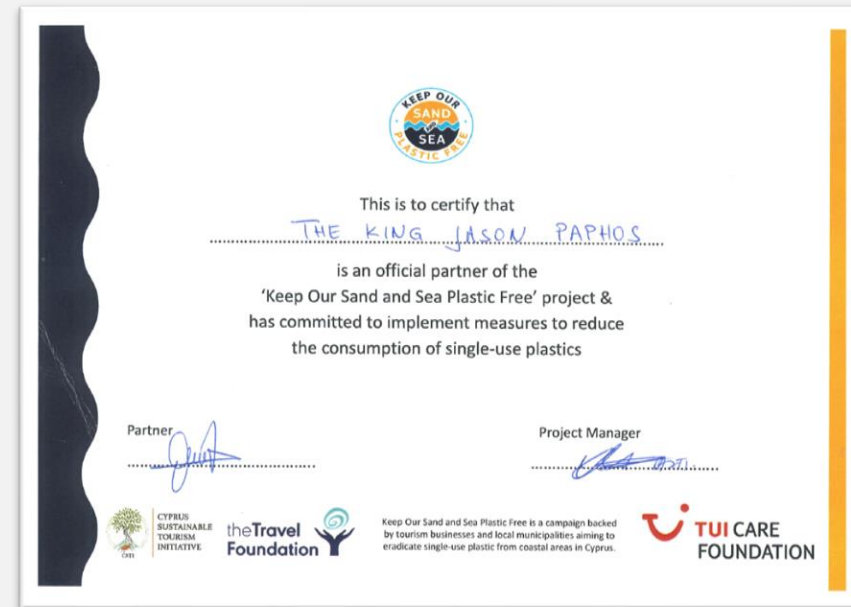 KEEP OUR
SAND
and
SEA
PLASTIC FREE
This is to certify that
THE KING JASON PAPHOS
is an official partner of the
'Keep Our Sand and Sea Plastic Free' project &
has committed to implement measures to reduce
the consumption of single-use plastics
Partner
Project Manager
CYPRUS
SUSTAINABLE
TOURISM
INITIATIVE
CSTI
theTravel
Foundation
Keep Our Sand and Sea Plastic Free is a campaign backed
by tourism businesses and local municipalities aiming to
eradicate single-use plastic from coastal areas in Cyprus.
TUI CARE
FOUNDATION